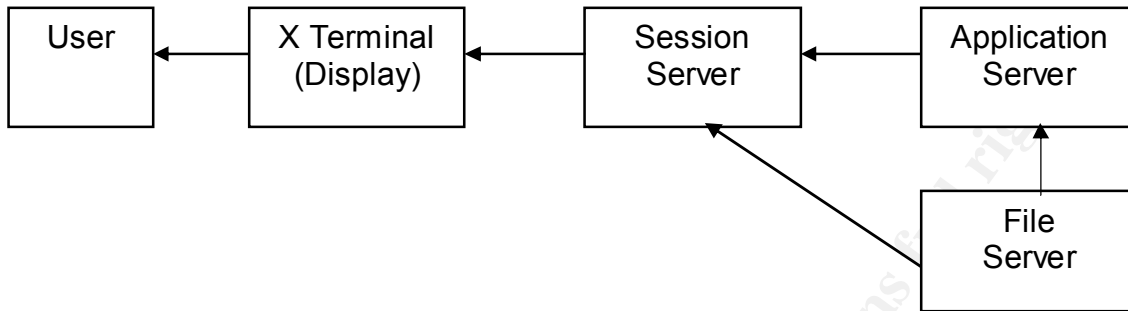 User
X Terminal
(Display)
Session
Server
Application
Server
File
Server